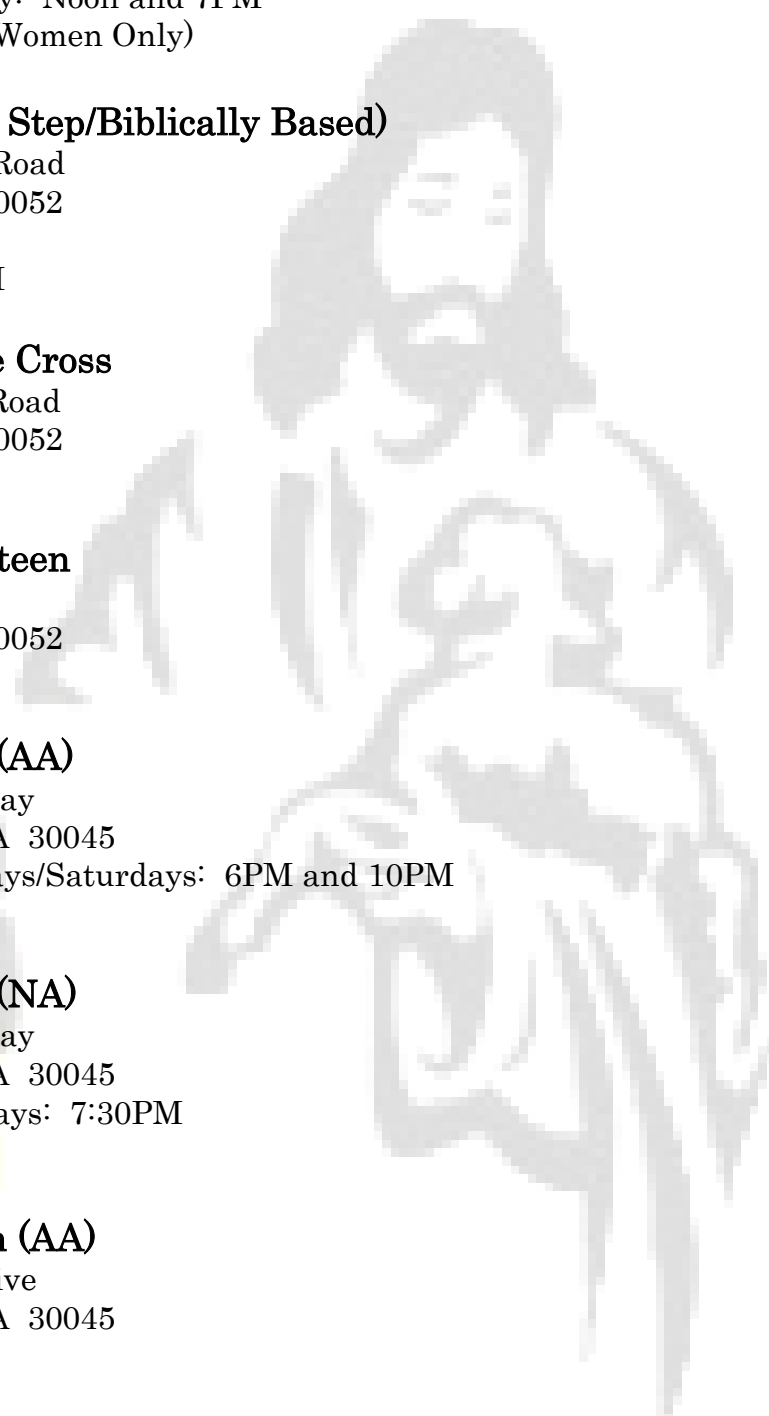 y: Noon and 7PM
Women Only)
Step/Biblically Based)
Road
0052
M
e Cross
Road
0052
teen
0052
(AA)
ay
A 30045
ays/Saturdays: 6PM and 10PM
(NA)
ay
A 30045
ays: 7:30PM
n (AA)
ive
A 30045